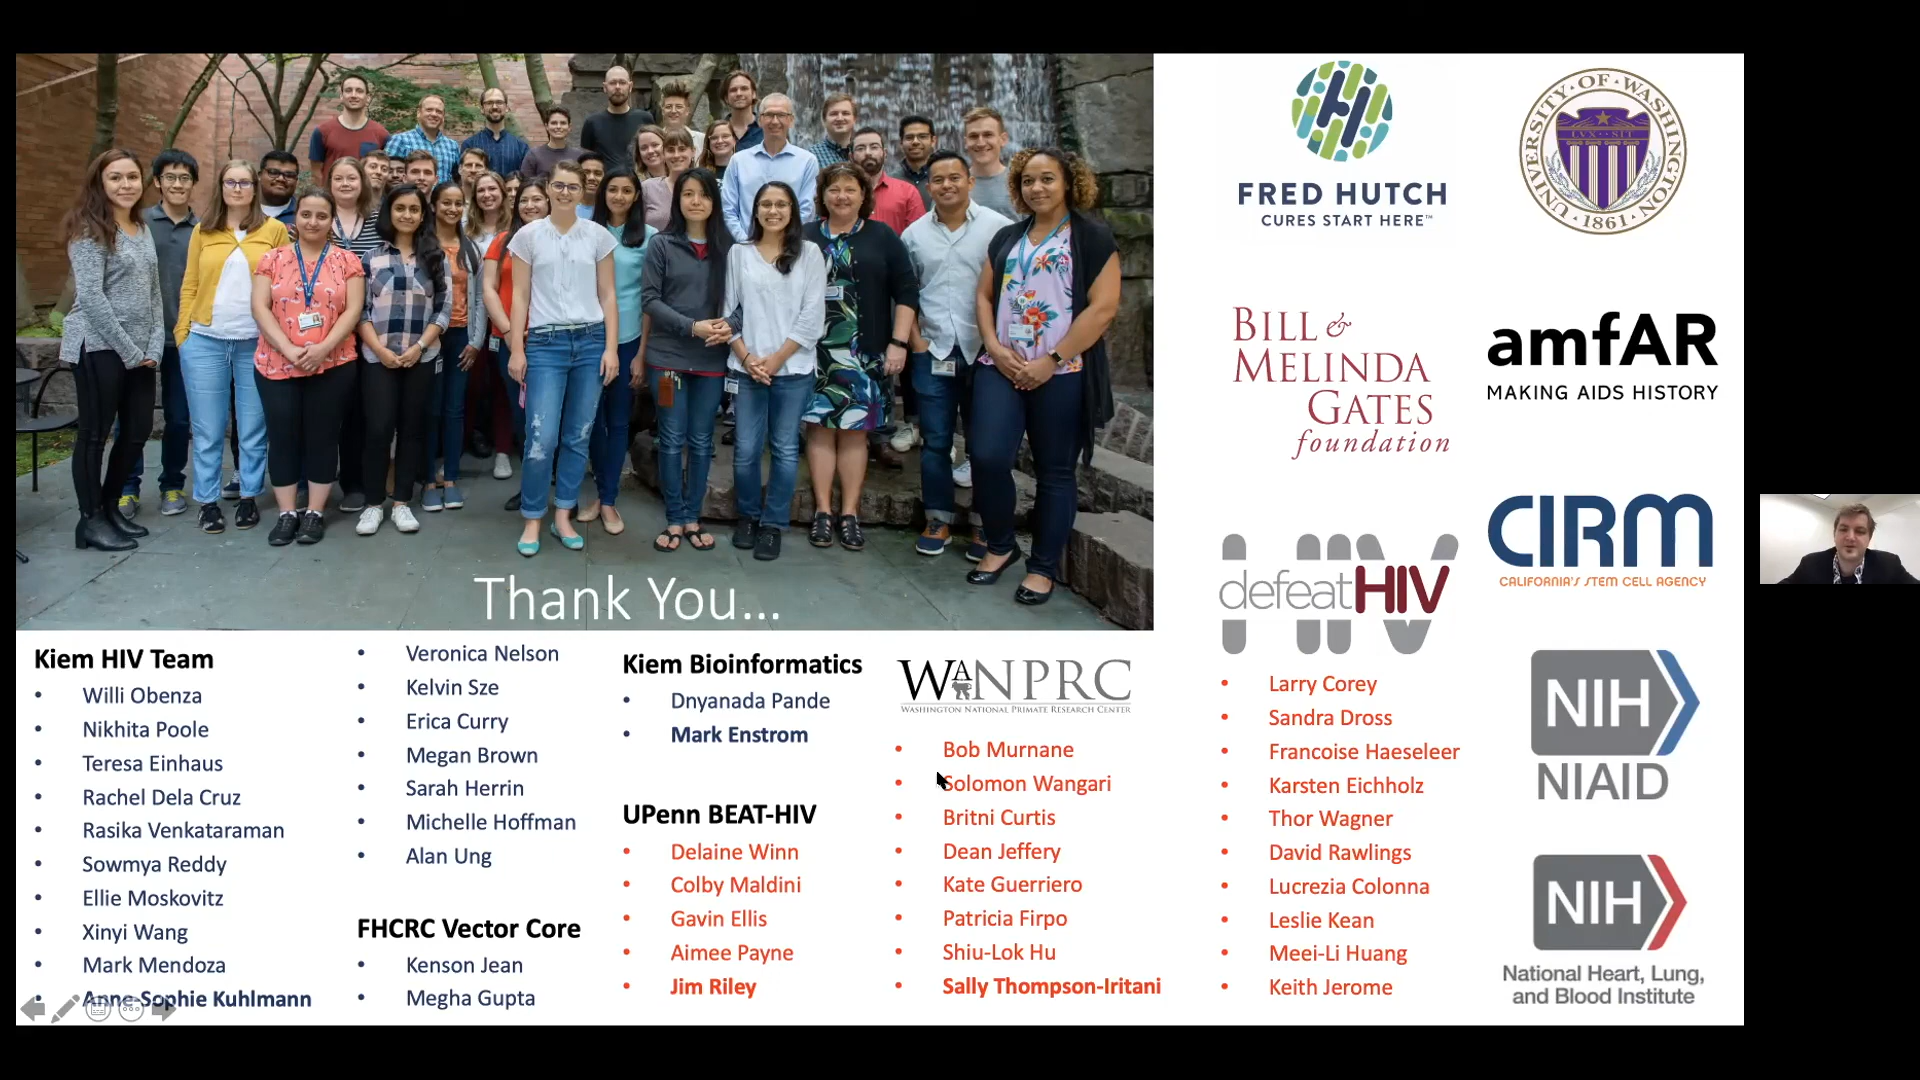 Thank You...
Kiem HIV Team
Willi Obenza
Nikhita Poole
Teresa Einhaus
Rachel Dela Cruz
Rasika Venkataraman
Sowmya Reddy
Ellie Moskovitz
Xinyi Wang
Mark Mendoza
Anne-Sophie Kuhlmann
Veronica Nelson
Kelvin Sze
Erica Curry
Megan Brown
Sarah Herrin
Michelle Hoffman
Alan Ung
FHCRC Vector Core
Kenson Jean
Megha Gupta
Kiem Bioinformatics
Dnyanada Pande
Mark Enstrom
UPenn BEAT-HIV
Delaine Winn
Colby Maldini
Gavin Ellis
Aimee Payne
Jim Riley
WANPRC
WASHINGTON NATIONAL PRIMATE RESEARCH CENTER
Bob Murnane
Solomon Wangari
Britni Curtis
Dean Jeffery
Kate Guerriero
Patricia Firpo
Shiu-Lok Hu
Sally Thompson-Iritani
FRED HUTCH
CURES START HERE™
UNIVERSITY OF WASHINGTON
LVX SIT
1861
BILL &
MELINDA
GATES
foundation
amfAR
MAKING AIDS HISTORY
HIV
defeatHIV
CIRM
CALIFORNIA'S STEM CELL AGENCY
Larry Corey
Sandra Dross
Francoise Haeseleer
Karsten Eichholz
Thor Wagner
David Rawlings
Lucrezia Colonna
Leslie Kean
Meei-Li Huang
Keith Jerome
NIH
NIAID
NIH
National Heart, Lung,
and Blood Institute